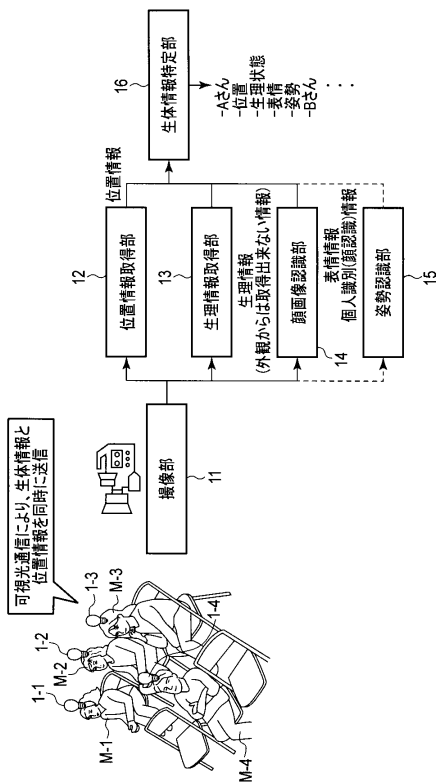 可視光通信により、生体情報と
位置情報を同時に送信
1-1
1-2
1-3
1-4
M-1
M-2
M-3
M-4
撮像部
11
12
位置情報取得部
位置情報
13
生理情報取得部
生理情報
(外観からは取得出来ない情報)
顔画像認識部
14
表情情報
個人識別(顔認識)情報
姿勢認識部
15
16
生体情報特定部
-Aさん
-位置
-生理状態
-表情
-姿勢
-Bさん
・・・